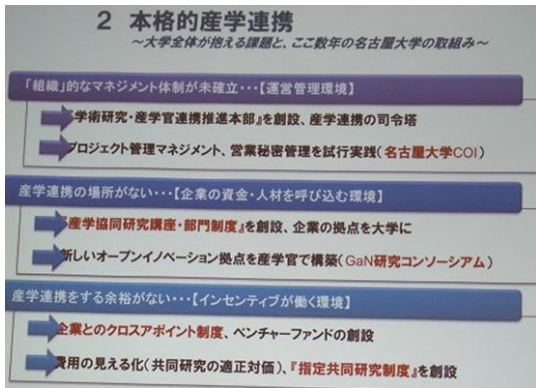 2 本格的産学連携
～大学全体が抱える課題と、ここ数年の名古屋大学の取組み～
「組織」的なマネジメント体制が未確立・・・【運営管理環境】
『学術研究・産学官連携推進本部』を創設、産学連携の司令塔
プロジェクト管理マネジメント、営業秘密管理を試行実践（名古屋大学COI）
産学連携の場所がない・・・【企業の資金・人材を呼び込む環境】
『産学協同研究講座・部門制度』を創設、企業の拠点を大学に
新しいオープンイノベーション拠点を産学官で構築（GaN研究コンソーシアム）
産学連携をする余裕がない・・・【インセンティブが働く環境】
企業とのクロスアポイント制度、ベンチャーファンドの創設
費用の見える化（共同研究の適正対価）、『指定共同研究制度』を創設